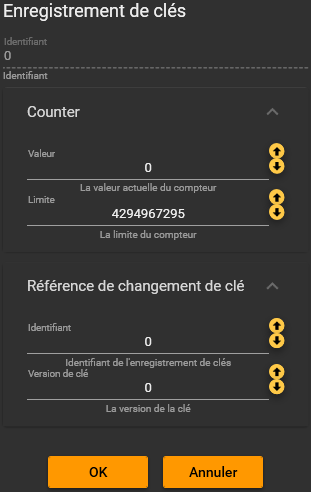 Enregistrement de clés
Identifiant
0
Identifiant
Counter
Valeur
0
La valeur actuelle du compteur
Limite
4294967295
La limite du compteur
Référence de changement de clé
Identifiant
0
Identifiant de l'enregistrement de clés
Version de clé
0
La version de la clé
OK Annuler